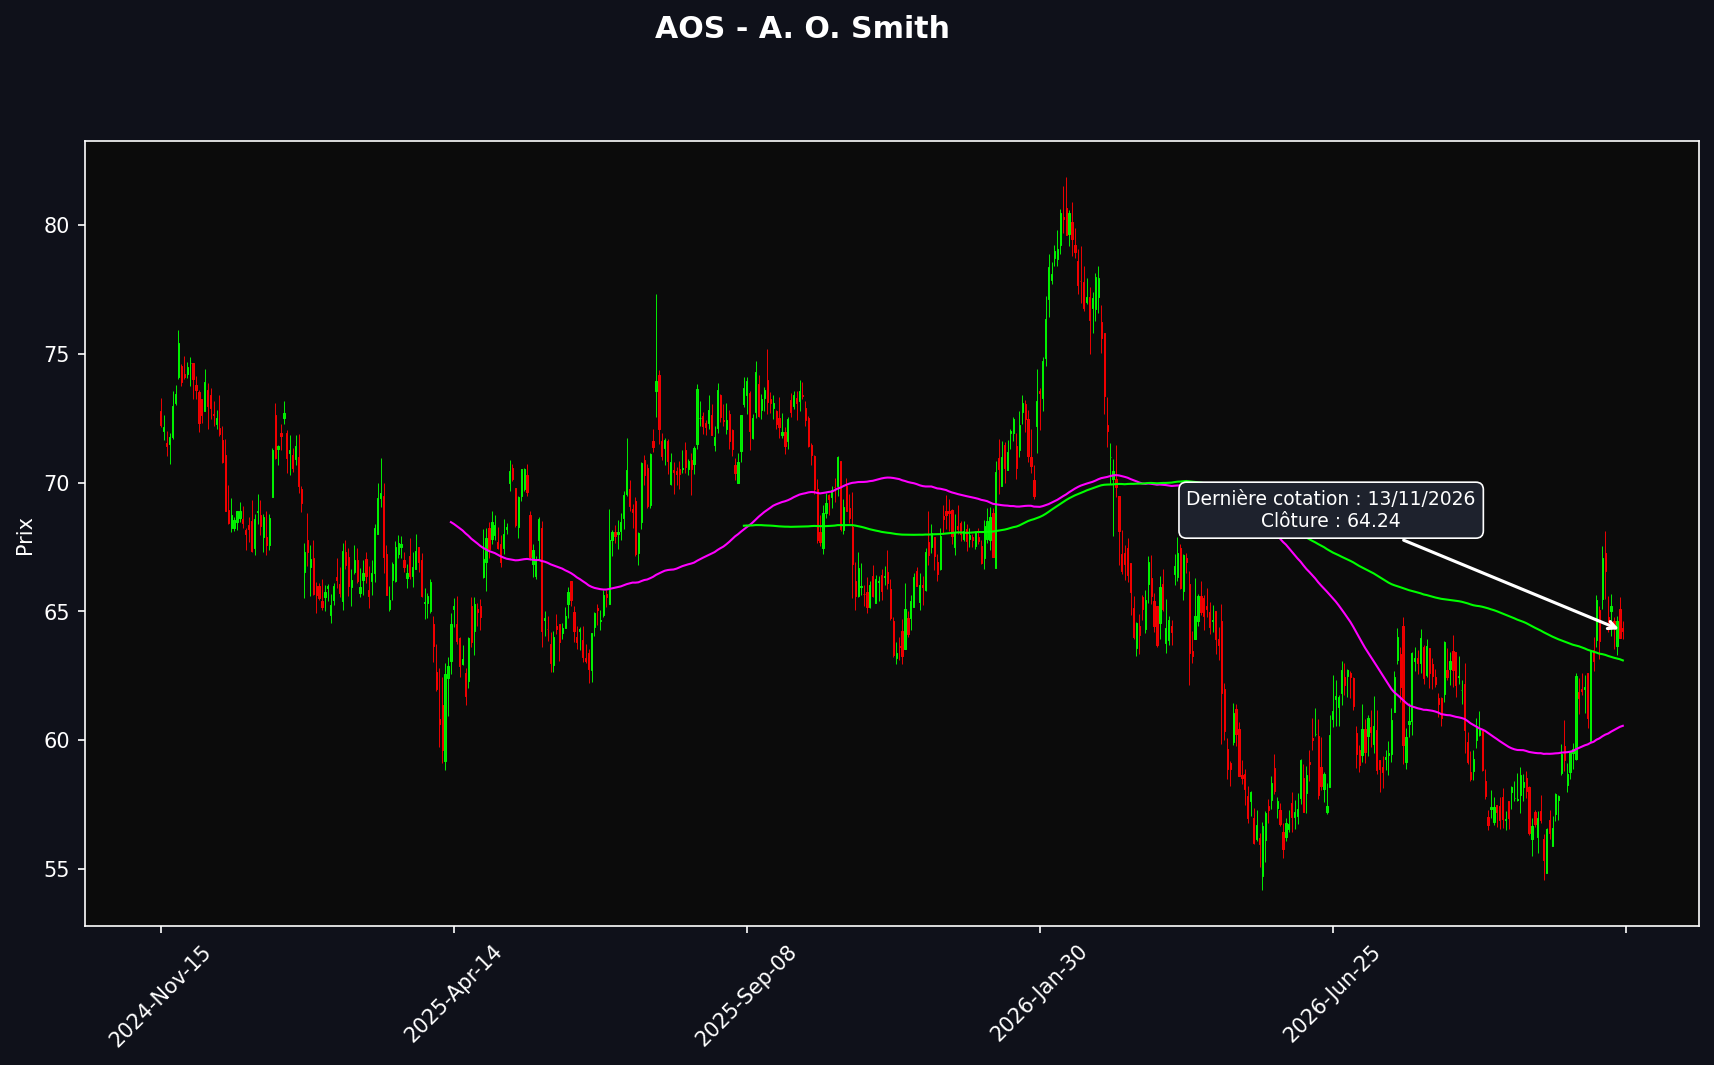 AOS - A. O. Smith
Prix
80
75
70
65
60
55
Dernière cotation : 13/11/2026
Clôture : 64.24
2024-Nov-15
2025-Apr-14
2025-Sep-08
2026-Jan-30
2026-Jun-25